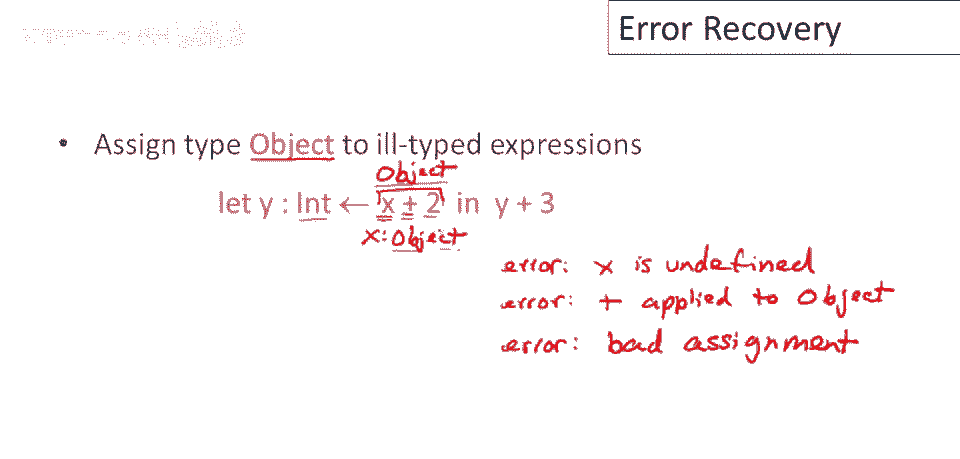 Error Recovery
• Assign type Object to ill-typed expressions
Object
let y : Int ← x + 2 in y + 3
x: Object
error: x is undefined
error: + applied to Object
error: bad assignment